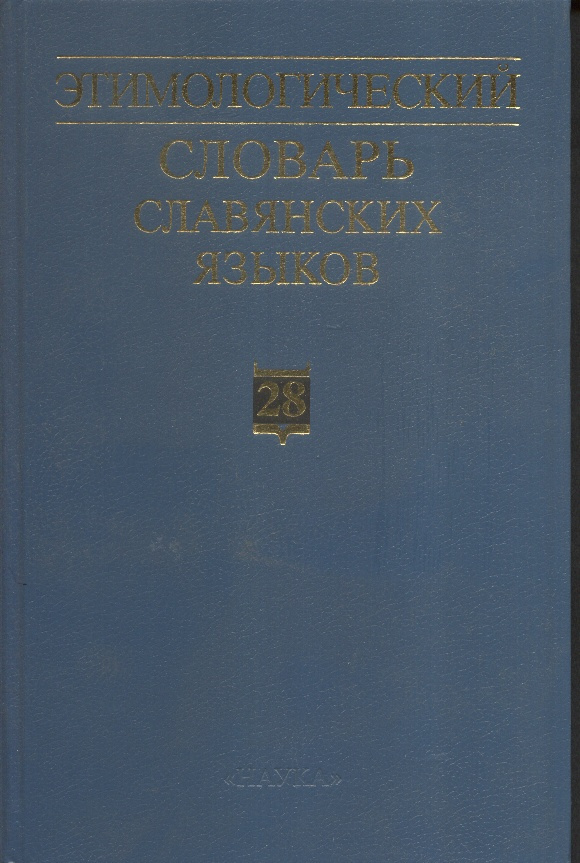 ЭТИМОЛОГИЧЕСКИЙ
СЛОВАРЬ
СЛАВЯНСКИХ
ЯЗЫКОВ
28
«НАУКА»